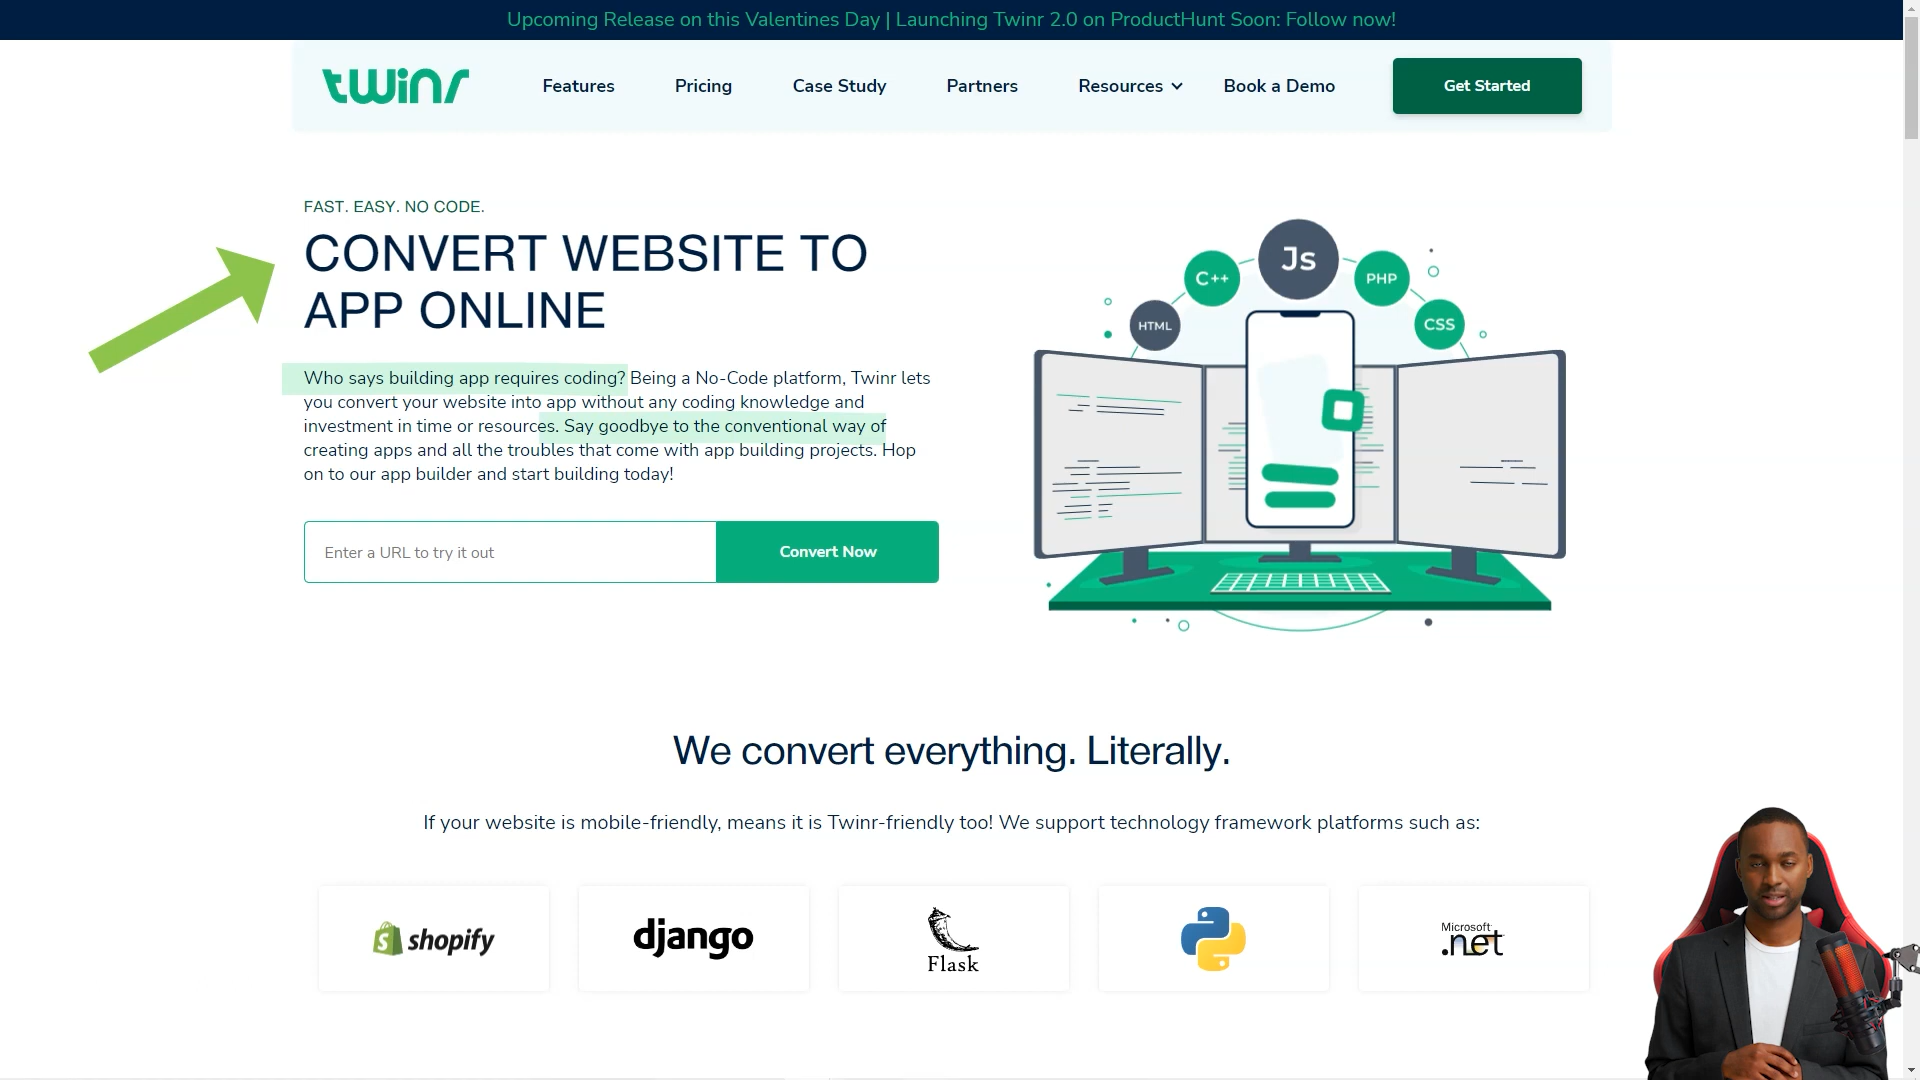 Upcoming Release on this Valentines Day | Launching Twinr 2.0 on ProductHunt Soon: Follow now!
twinr
Features
Pricing
Case Study
Partners
Resources
Book a Demo
Get Started
FAST. EASY. NO CODE.
CONVERT WEBSITE TO
APP ONLINE
Who says building app requires coding? Being a No-Code platform, Twinr lets
you convert your website into app without any coding knowledge and
investment in time or resources. Say goodbye to the conventional way of
creating apps and all the troubles that come with app building projects. Hop
on to our app builder and start building today!
Enter a URL to try it out
Convert Now
HTML
C++
Js
PHP
CSS
We convert everything. Literally.
If your website is mobile-friendly, means it is Twinr-friendly too! We support technology framework platforms such as:
shopify
django
Flask
Microsoft
.net